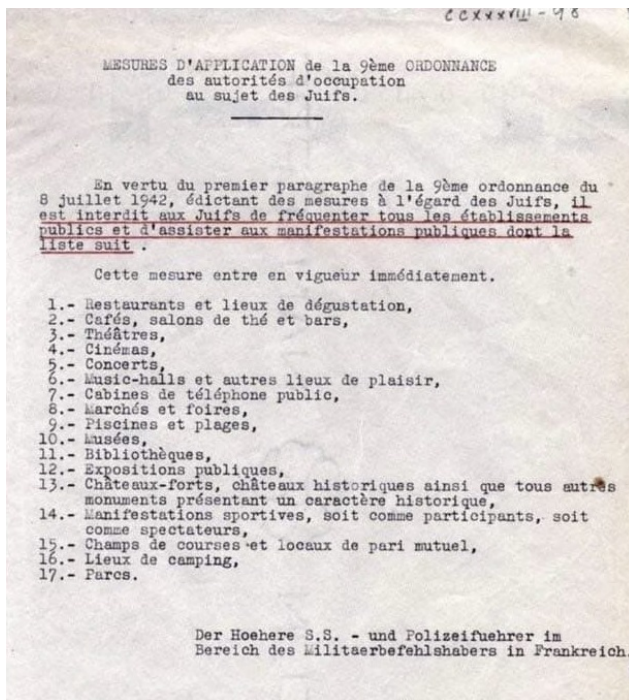 CCXXXVIII - 98
MESURES D'APPLICATION de la 9ème ORDONNANCE
des autorités d'occupation
au sujet des Juifs.
En vertu du premier paragraphe de la 9ème ordonnance du
8 juillet 1942, édictant des mesures à l'égard des Juifs, il
est interdit aux Juifs de fréquenter tous les établissements
publics et d'assister aux manifestations publiques dont la
liste suit .
Cette mesure entre en vigueur immédiatement.
1.- Restaurants et lieux de dégustation,
2.- Cafés, salons de thé et bars,
3.- Théâtres,
4.- Cinémas,
5.- Concerts,
6.- Music-halls et autres lieux de plaisir,
7.- Cabines de téléphone public,
8.- Marchés et foires,
9.- Piscines et plages,
10.- Musées,
11.- Bibliothèques,
12.- Expositions publiques,
13.- Châteaux-forts, châteaux historiques ainsi que tous autres
monuments présentant un caractère historique,
14.- Manifestations sportives, soit comme participants, soit
comme spectateurs,
15.- Champs de courses et locaux de pari mutuel,
16.- Lieux de camping,
17.- Parcs.
Der Hoehere S.S. - und Polizeifuehrer im
Bereich des Militaerbefehlshabers in Frankreich.